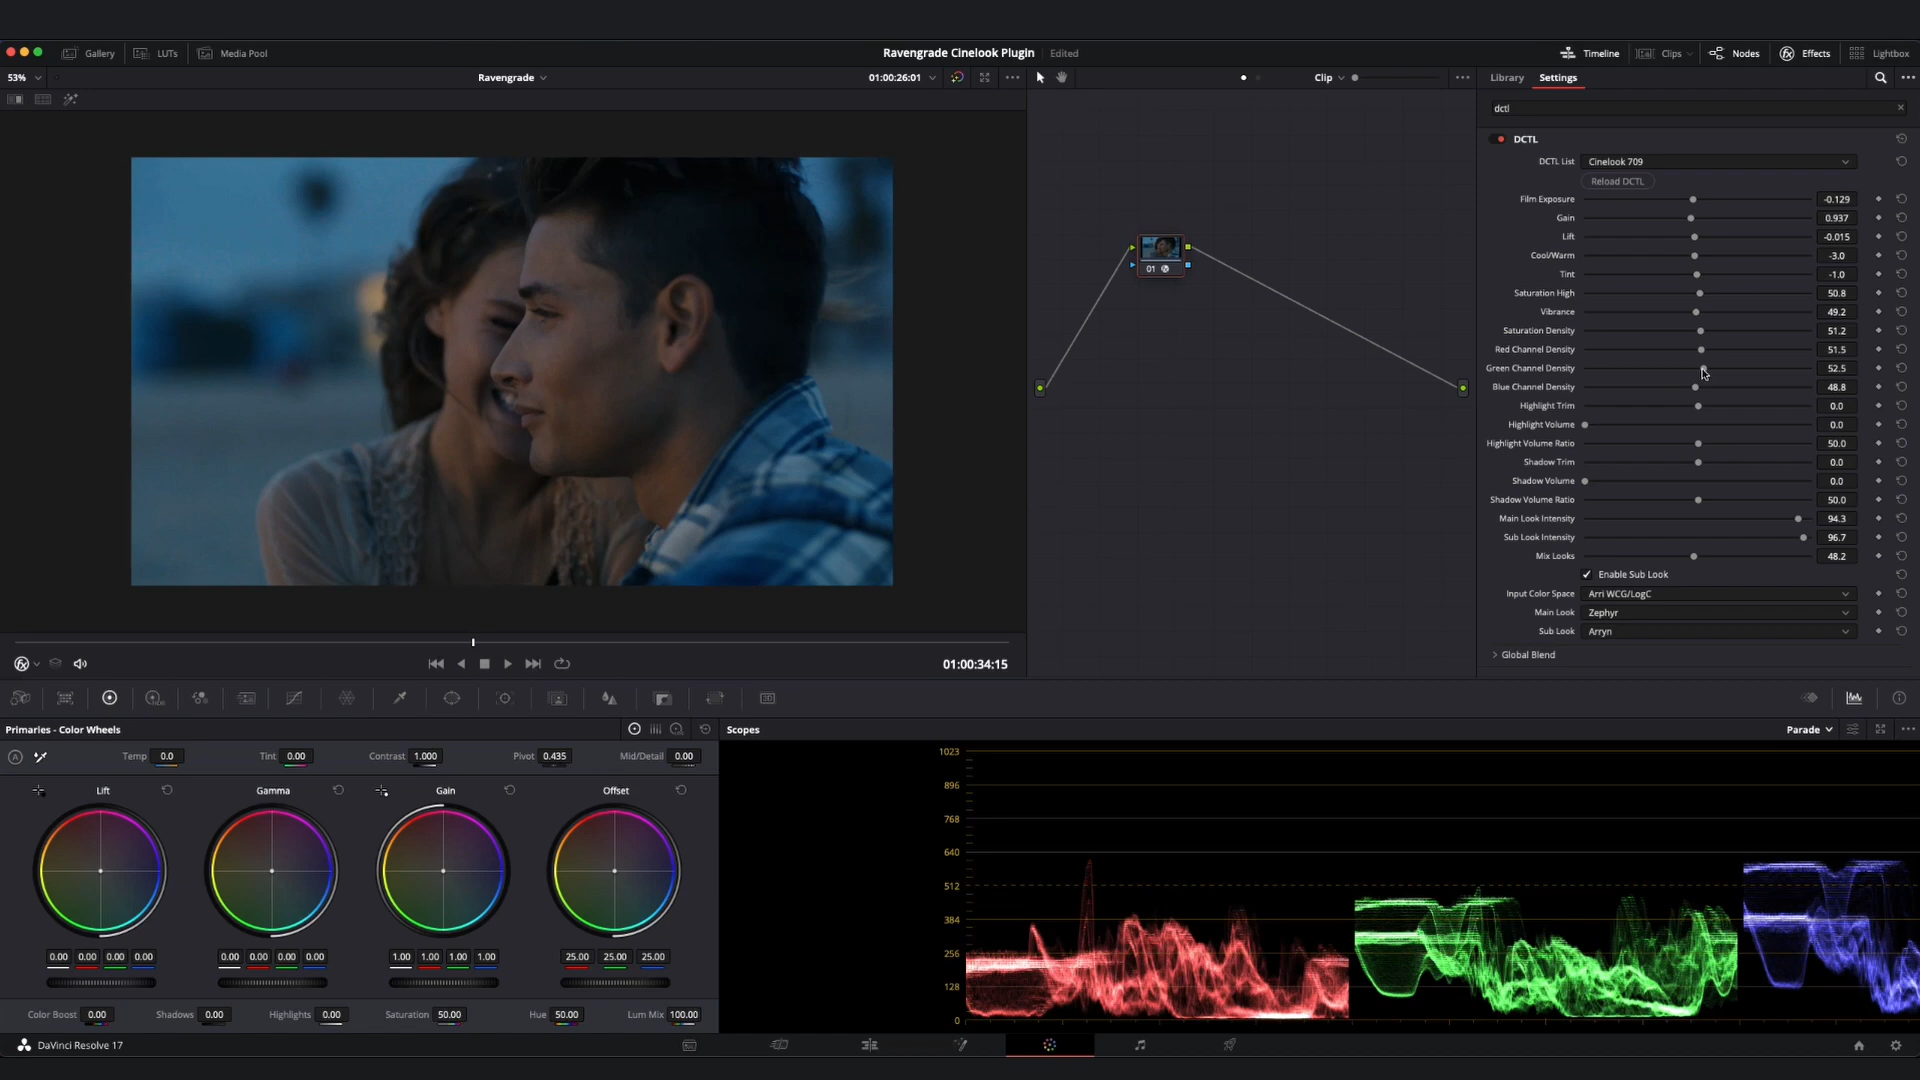 Gallery LUTs Media Pool Ravengrade Cinelook Plugin Edited Timeline Clips Nodes Effects Lightbox
53% Ravengrade 01:00:26:01 Clip Library Settings
dctl
DCTL
DCTL List Cinelook 709
Reload DCTL
Film Exposure -0.129
Gain 0.937
Lift -0.015
Cool/Warm -3.0
Tint -1.0
Saturation High 50.8
Vibrance 49.2
Saturation Density 51.2
Red Channel Density 51.5
Green Channel Density 52.5
Blue Channel Density 48.8
Highlight Trim 0.0
Highlight Volume 0.0
Highlight Volume Ratio 50.0
Shadow Trim 0.0
Shadow Volume 0.0
Shadow Volume Ratio 50.0
Main Look Intensity 94.3
Sub Look Intensity 96.7
Mix Looks 48.2
Enable Sub Look
Input Color Space Arri WCG/LogC
Main Look Zephyr
Sub Look Arryn
Global Blend
01
01:00:34:15
Primaries - Color Wheels
Temp 0.0 Tint 0.00 Contrast 1.000 Pivot 0.435 Mid/Detail 0.00
Lift Gamma Gain Offset
0.00 0.00 0.00 0.00 0.00 0.00 0.00 0.00 1.00 1.00 1.00 1.00 25.00 25.00 25.00
Color Boost 0.00 Shadows 0.00 Highlights 0.00 Saturation 50.00 Hue 50.00 Lum Mix 100.00
Scopes Parade
1023
896
768
640
512
384
256
128
0
DaVinci Resolve 17